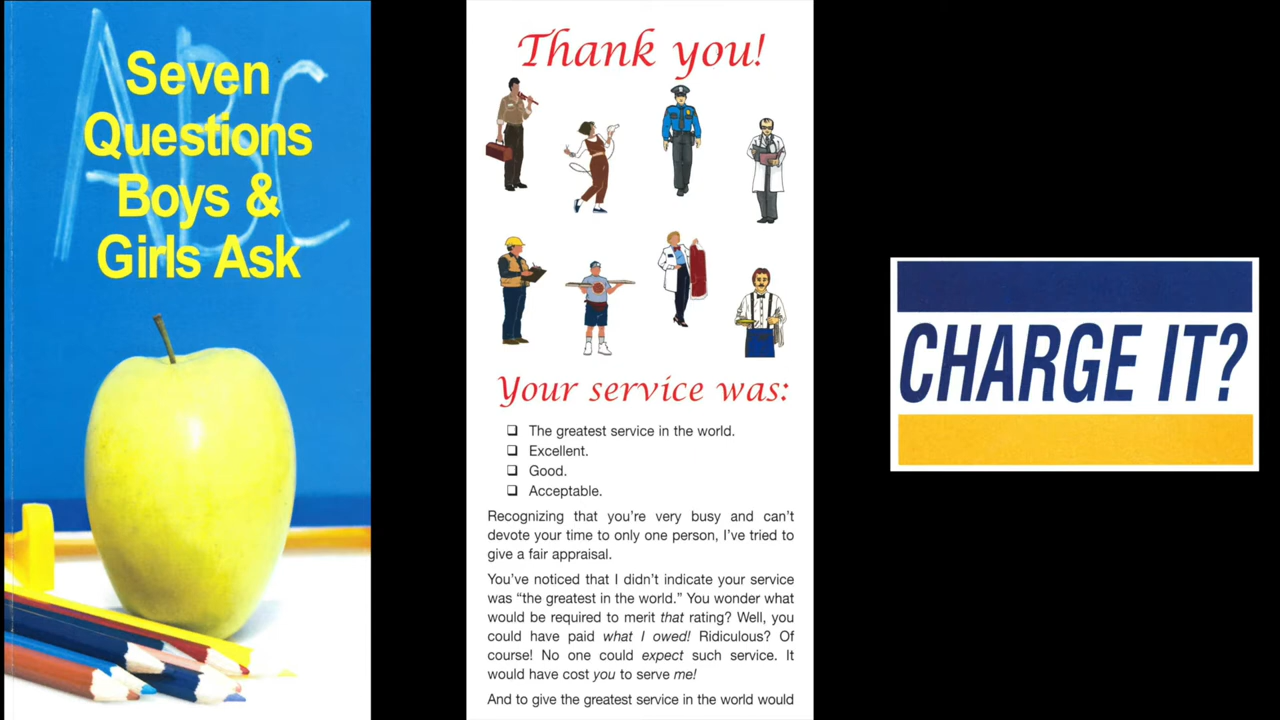 ABC
Seven
Questions
Boys &
Girls Ask
Thank you!
Your service was:
❑ The greatest service in the world.
❑ Excellent.
❑ Good.
❑ Acceptable.
Recognizing that you're very busy and can't
devote your time to only one person, I've tried to
give a fair appraisal.
You've noticed that I didn't indicate your service
was “the greatest in the world.” You wonder what
would be required to merit that rating? Well, you
could have paid what I owed! Ridiculous? Of
course! No one could expect such service. It
would have cost you to serve me!
And to give the greatest service in the world would
CHARGE IT?